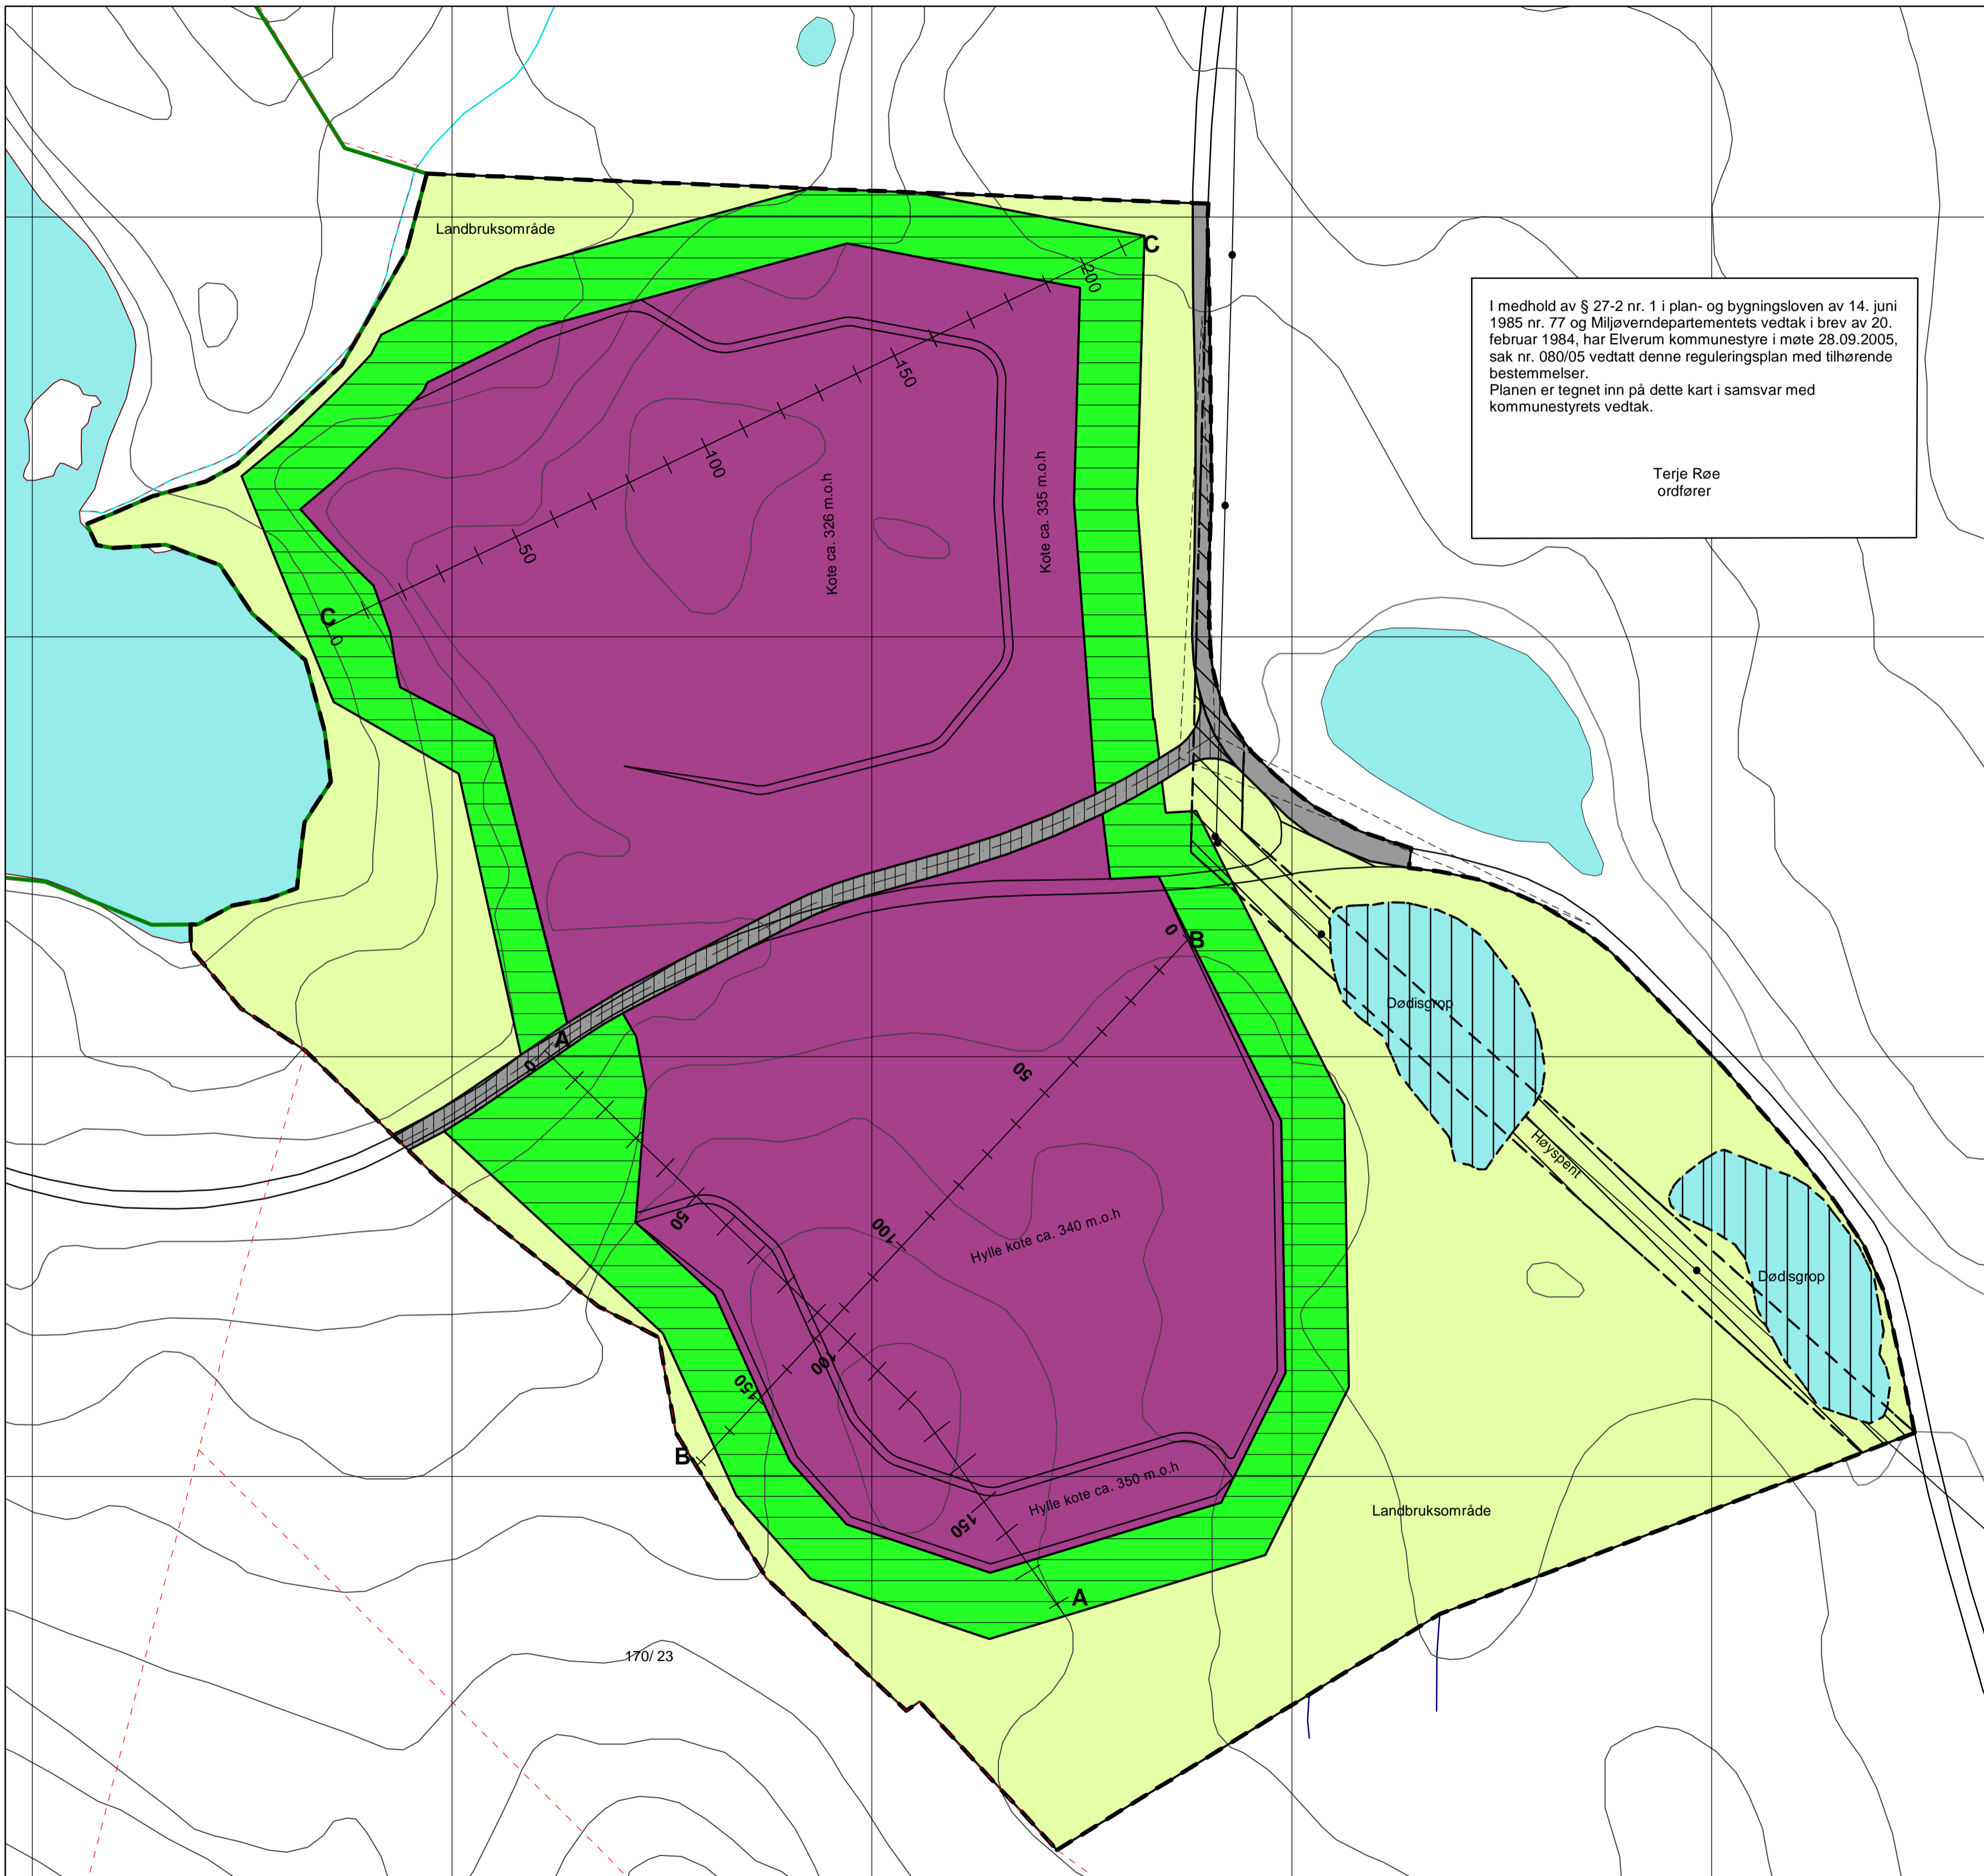 Landbruksområde
C
200
I medhold av § 27-2 nr. 1 i plan- og bygningsloven av 14. juni
1985 nr. 77 og Miljøverndepartementets vedtak i brev av 20.
februar 1984, har Elverum kommunestyre i møte 28.09.2005,
sak nr. 080/05 vedtatt denne reguleringsplan med tilhørende
bestemmelser.
Planen er tegnet inn på dette kart i samsvar med
kommunestyrets vedtak.
Terje Røe
ordfører
150
100
Kote ca. 326 m.o.h
Kote ca. 335 m.o.h
50
C
0
0
B
Dødisgrop
A
0
50
Høyspent
50
100
Hylle kote ca. 340 m.o.h
Dødisgrop
100
150
B
Hylle kote ca. 350 m.o.h
150
Landbruksområde
A
170/ 23